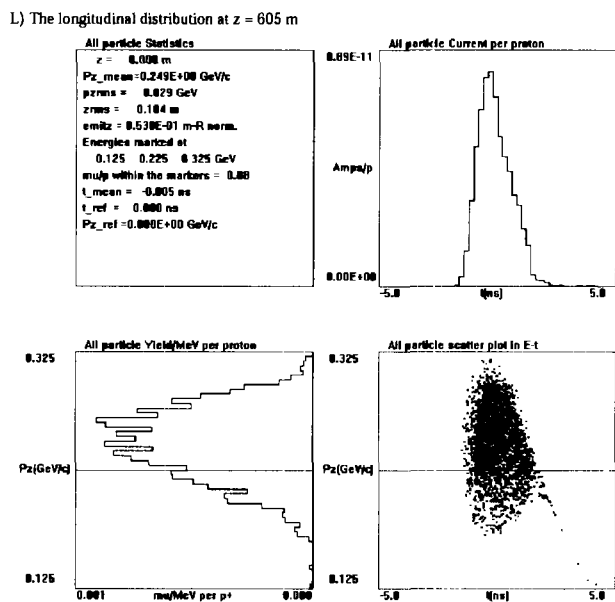 L) The longitudinal distribution at z = 605 m
All particle Statistics
z = 0.000 m
Pz_mean=0.249E+00 GeV/c
pzrms = 0.029 GeV
zrms = 0.104 m
emitz = 0.530E-01 m-R norm.
Energies marked at
0.125 0.225 0.325 GeV
mu/p within the markers = 0.08
t_mean = -0.005 ns
t_ref = 0.000 ns
Pz_ref =0.000E+00 GeV/c
All particle Current per proton
0.89E-11
Amps/p
0.00E+00
-5.0 t[ns] 5.0
All particle Yield/MeV per proton
0.325
Pz(GeV/c)
0.125
0.001 mu/MeV per p+ 0.000
All particle scatter plot in E-t
0.325
Pz(GeV/c)
0.125
-5.0 t[ns] 5.0